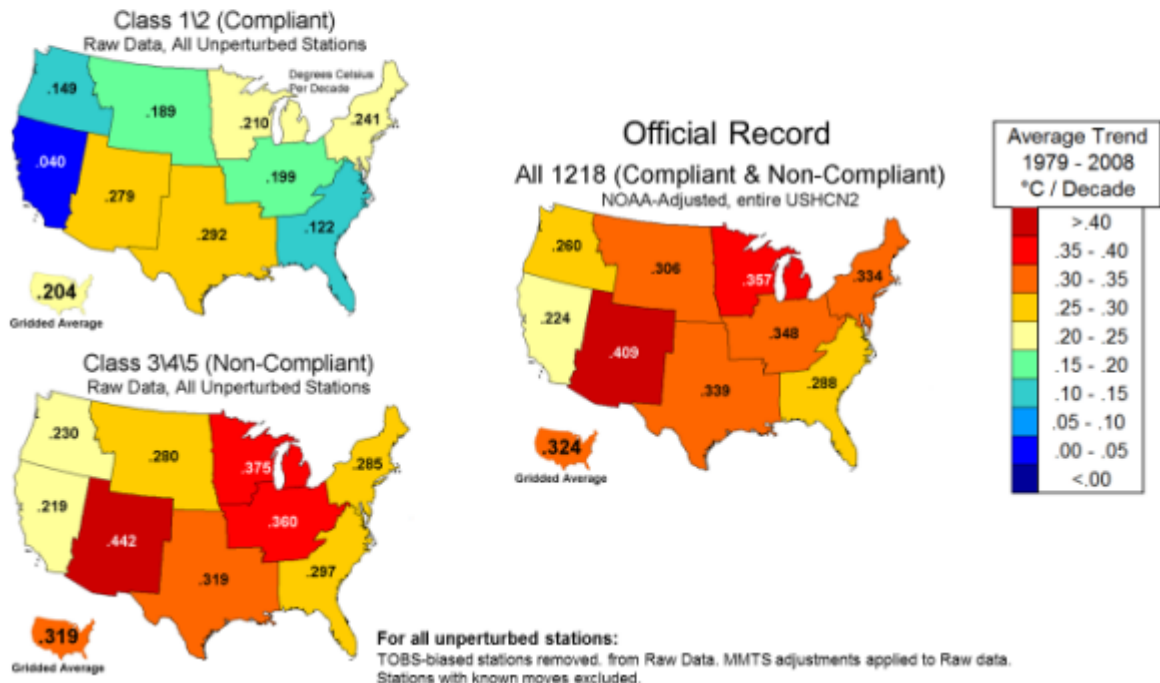 Class 1\2 (Compliant)
Raw Data, All Unperturbed Stations
Degrees Celsius
Per Decade
.149
.189
.210
.241
.040
.279
.199
.292
.122
.204
Gridded Average
Class 3\4\5 (Non-Compliant)
Raw Data, All Unperturbed Stations
.230
.280
.375
.285
.219
.442
.360
.319
.297
.319
Gridded Average
Official Record
All 1218 (Compliant & Non-Compliant)
NOAA-Adjusted, entire USHCN2
.260
.306
.357
.334
.224
.409
.348
.339
.288
.324
Gridded Average
Average Trend
1979 - 2008
°C / Decade
>.40
.35 - .40
.30 - .35
.25 - .30
.20 - .25
.15 - .20
.10 - .15
.05 - .10
.00 - .05
<.00
For all unperturbed stations:
TOBS-biased stations removed. from Raw Data. MMTS adjustments applied to Raw data.
Stations with known moves excluded.